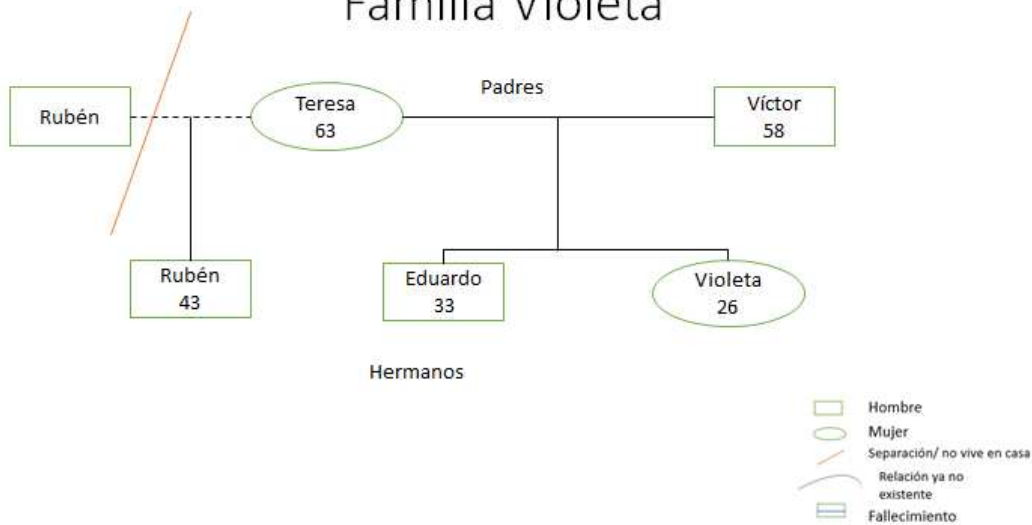 Familia Violeta
Padres
Rubén
Teresa
63
Víctor
58
Rubén
43
Eduardo
33
Violeta
26
Hermanos
Hombre
Mujer
Separación/ no vive en casa
Relación ya no
existente
Fallecimiento